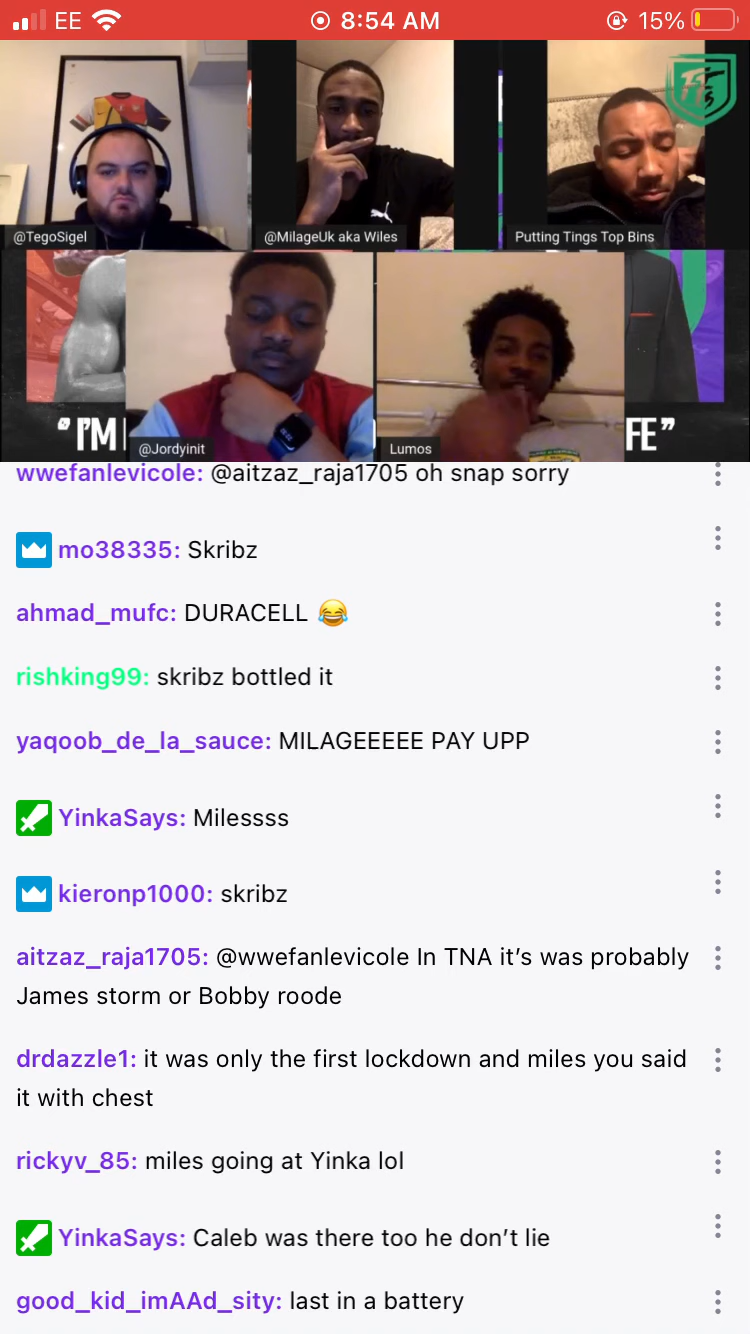 EE 8:54 AM 15%
TFTs
@TegoSigel
@MilageUk aka Wiles
Putting Tings Top Bins
@Jordyinit
Lumos
“I'M
FE”
wwefanlevicole: @aitzaz_raja1705 oh snap sorry
mo38335: Skribz
ahmad_mufc: DURACELL 😂
rishking99: skribz bottled it
yaqoob_de_la_sauce: MILAGEEEEE PAY UPP
YinkaSays: Milessss
kieronp1000: skribz
aitzaz_raja1705: @wwefanlevicole In TNA it’s was probably
James storm or Bobby roode
drdazzle1: it was only the first lockdown and miles you said
it with chest
rickyv_85: miles going at Yinka lol
YinkaSays: Caleb was there too he don’t lie
good_kid_imAAd_sity: last in a battery